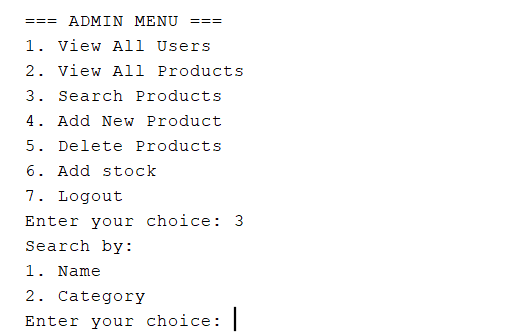 === ADMIN MENU ===
1. View All Users
2. View All Products
3. Search Products
4. Add New Product
5. Delete Products
6. Add stock
7. Logout
Enter your choice: 3
Search by:
1. Name
2. Category
Enter your choice: